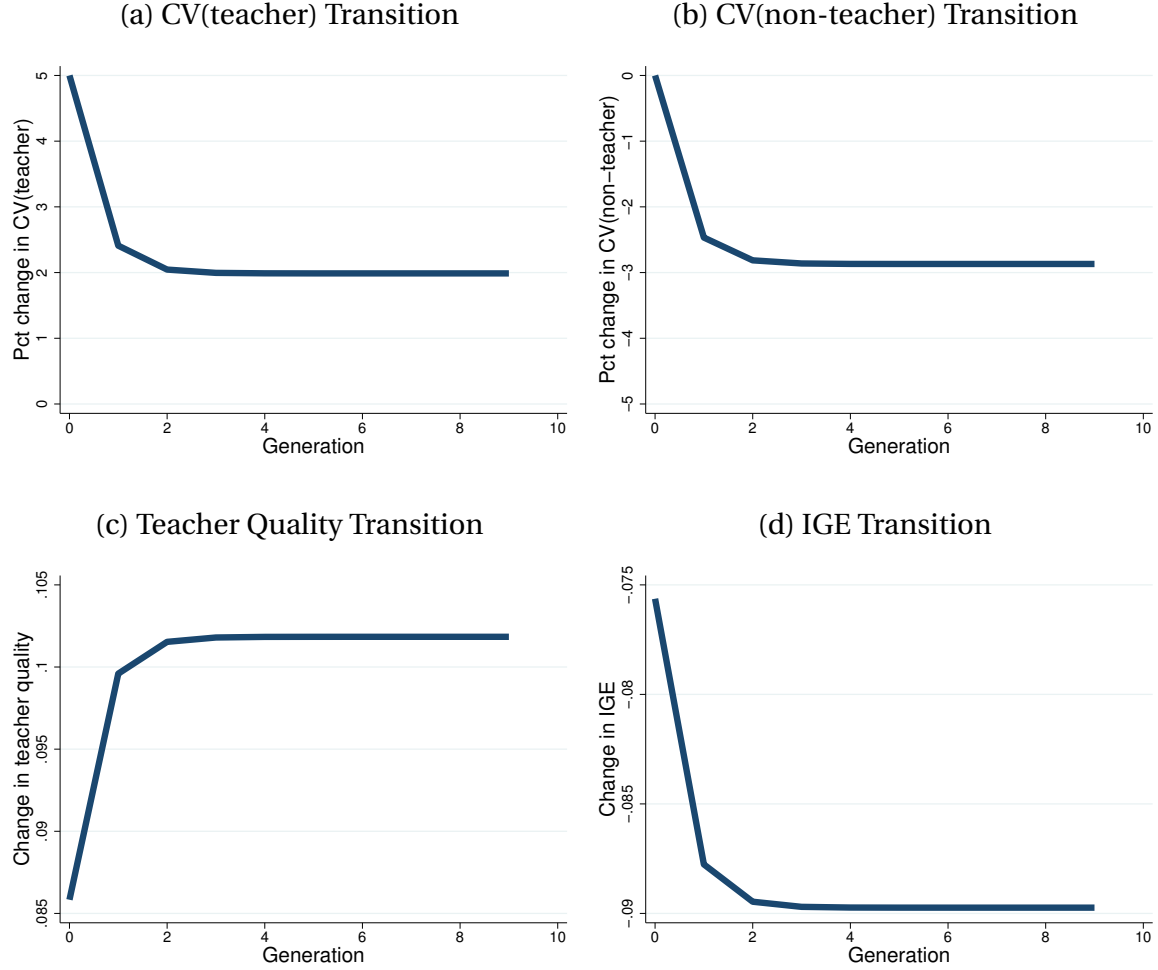 (a) CV(teacher) Transition
Pct change in CV(teacher)
5
4
3
2
1
0
0 2 4 6 8 10
Generation
(b) CV(non-teacher) Transition
Pct change in CV(non−teacher)
0
−1
−2
−3
−4
−5
0 2 4 6 8 10
Generation
(c) Teacher Quality Transition
Change in teacher quality
.105
.1
.095
.09
.085
0 2 4 6 8 10
Generation
(d) IGE Transition
Change in IGE
−.075
−.08
−.085
−.09
0 2 4 6 8 10
Generation